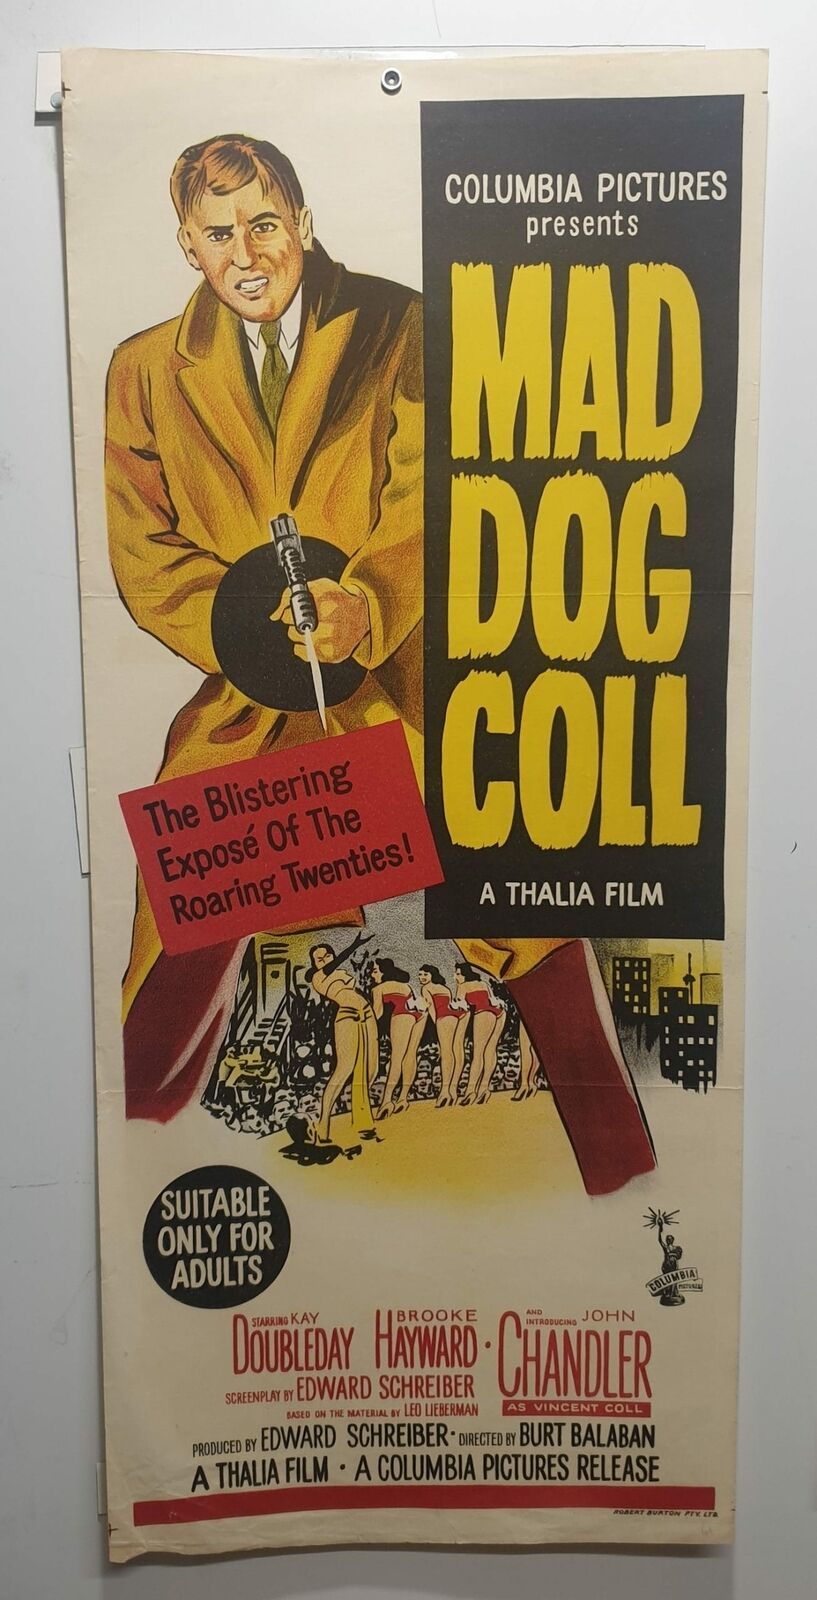 COLUMBIA PICTURES
presents
MAD
DOG
COLL
A THALIA FILM
The Blistering
Exposé Of The
Roaring Twenties!
SUITABLE
ONLY FOR
ADULTS
COLUMBIA
PICTURES
STARRING KAY DOUBLEDAY BROOKE HAYWARD · AND INTRODUCING JOHN CHANDLER
AS VINCENT COLL
SCREENPLAY BY EDWARD SCHREIBER
BASED ON THE MATERIAL BY LEO LIEBERMAN
PRODUCED BY EDWARD SCHREIBER · DIRECTED BY BURT BALABAN
A THALIA FILM · A COLUMBIA PICTURES RELEASE
ROBERT BURTON PTY. LTD.